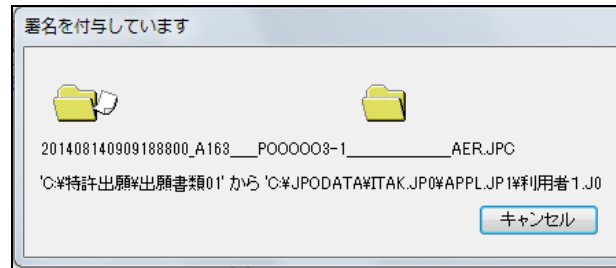 署名を付与しています
201408140909188800_A163___POOOOO3-1__________AER.JPC
'C:¥特許出願¥出願書類01' から 'C:¥JPODATA¥ITAK.JP0¥APPL.JP1¥利用者1.J0
キャンセル